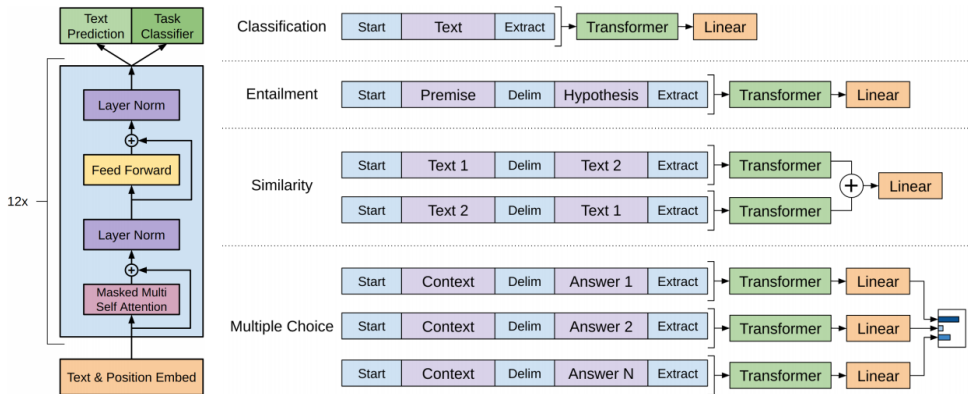 Text Prediction
Task Classifier
12x
Layer Norm
+
Feed Forward
Layer Norm
+
Masked Multi Self Attention
Text & Position Embed
Classification
Start Text Extract Transformer Linear
Entailment
Start Premise Delim Hypothesis Extract Transformer Linear
Similarity
Start Text 1 Delim Text 2 Extract Transformer
+ Linear
Start Text 2 Delim Text 1 Extract Transformer
Multiple Choice
Start Context Delim Answer 1 Extract Transformer Linear
Start Context Delim Answer 2 Extract Transformer Linear
Start Context Delim Answer N Extract Transformer Linear